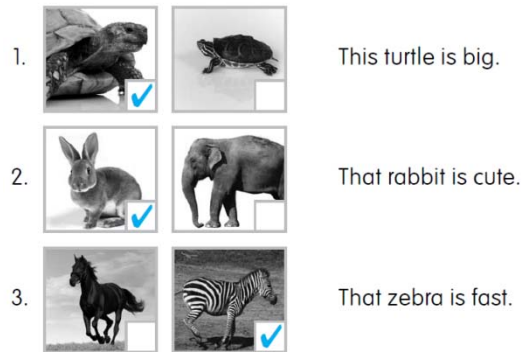 1. This turtle is big.
2. That rabbit is cute.
3. That zebra is fast.